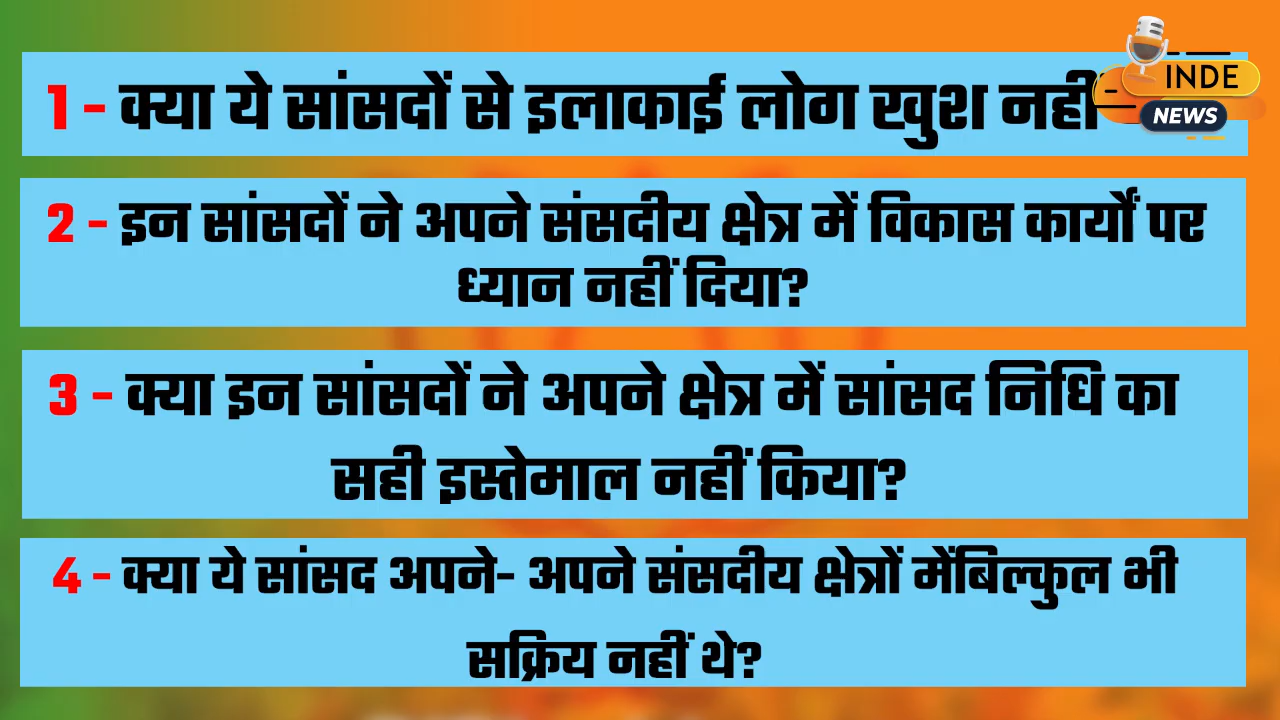 1 - क्या ये सांसदों से इलाकाई लोग खुश नहीं
INDE
NEWS
2 - इन सांसदों ने अपने संसदीय क्षेत्र में विकास कार्यों पर
ध्यान नहीं दिया?
3 - क्या इन सांसदों ने अपने क्षेत्र में सांसद निधि का
सही इस्तेमाल नहीं किया?
4 - क्या ये सांसद अपने- अपने संसदीय क्षेत्रों मेंबिल्कुल भी
सक्रिय नहीं थे?